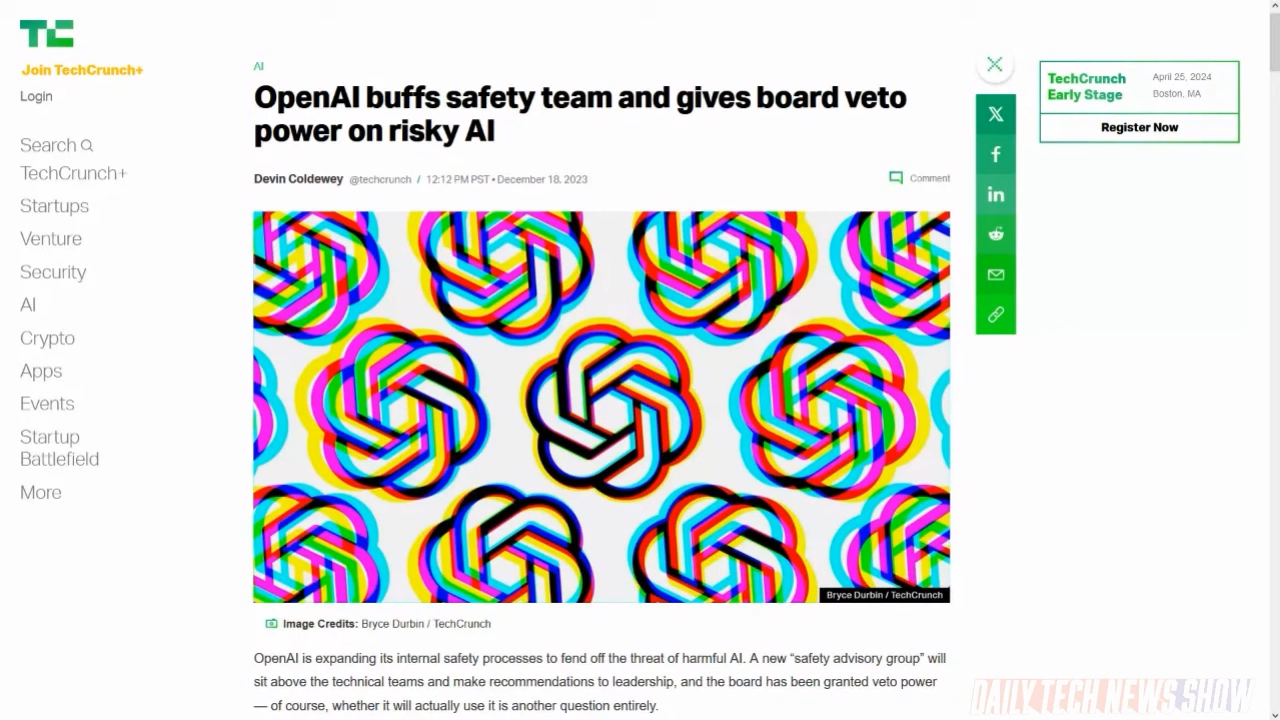 TC
Join TechCrunch+
Login
Search
TechCrunch+
Startups
Venture
Security
AI
Crypto
Apps
Events
Startup
Battlefield
More
AI
OpenAI buffs safety team and gives board veto
power on risky AI
Devin Coldewey @techcrunch / 12:12 PM PST • December 18, 2023
Comment
Bryce Durbin / TechCrunch
Image Credits: Bryce Durbin / TechCrunch
OpenAI is expanding its internal safety processes to fend off the threat of harmful AI. A new “safety advisory group” will
sit above the technical teams and make recommendations to leadership, and the board has been granted veto power
— of course, whether it will actually use it is another question entirely.
X
f
in
TechCrunch
Early Stage
April 25, 2024
Boston, MA
Register Now
DAILY TECH NEWS SHOW